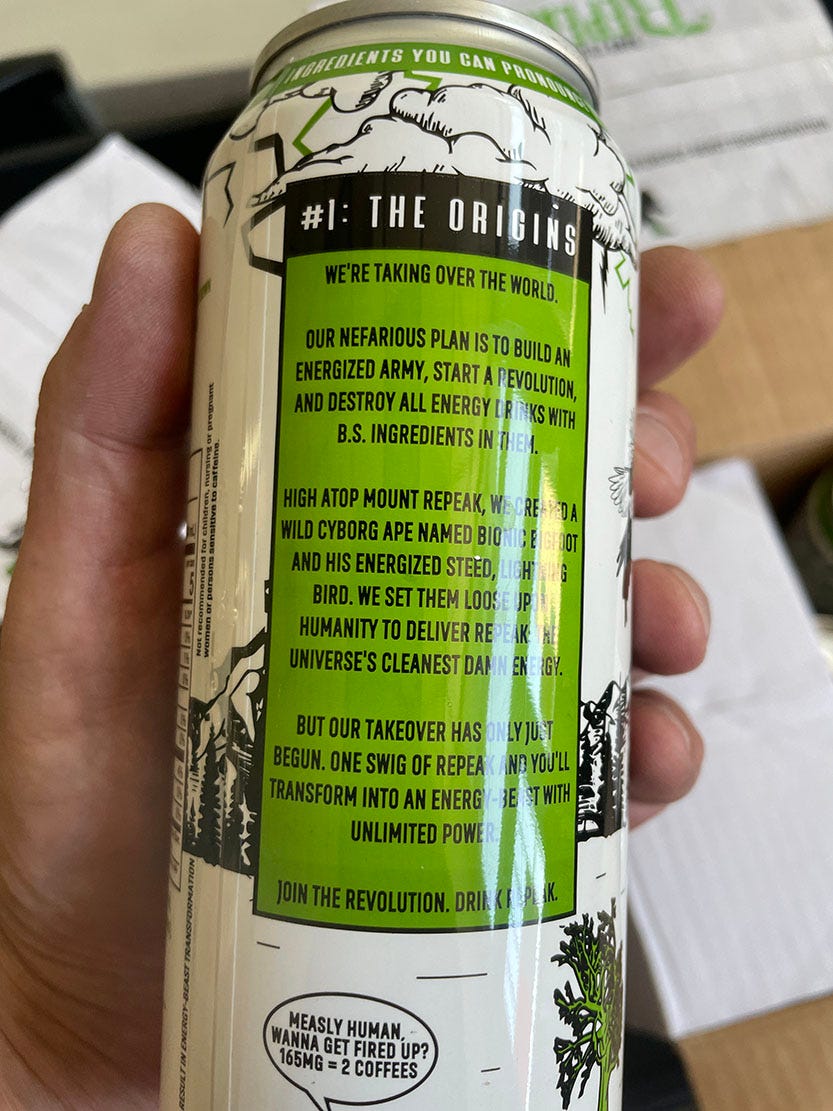 INGREDIENTS YOU CAN PRONOUNCE
#1: THE ORIGINS
WE'RE TAKING OVER THE WORLD.
OUR NEFARIOUS PLAN IS TO BUILD AN
ENERGIZED ARMY, START A REVOLUTION,
AND DESTROY ALL ENERGY DRINKS WITH
B.S. INGREDIENTS IN THEM.
HIGH ATOP MOUNT REPEAK, WE CREATED A
WILD CYBORG APE NAMED BIONIC BIGFOOT
AND HIS ENERGIZED STEED, LIGHTNING
BIRD. WE SET THEM LOOSE UPON
HUMANITY TO DELIVER REPEAK: THE
UNIVERSE'S CLEANEST DAMN ENERGY.
BUT OUR TAKEOVER HAS ONLY JUST
BEGUN. ONE SWIG OF REPEAK AND YOU'LL
TRANSFORM INTO AN ENERGY-BEAST WITH
UNLIMITED POWER.
JOIN THE REVOLUTION. DRINK REPEAK.
MEASLY HUMAN,
WANNA GET FIRED UP?
165MG = 2 COFFEES
Not recommended for children, nursing or pregnant
women or persons sensitive to caffeine.
RESULT IN ENERGY-BEAST TRANSFORMATION